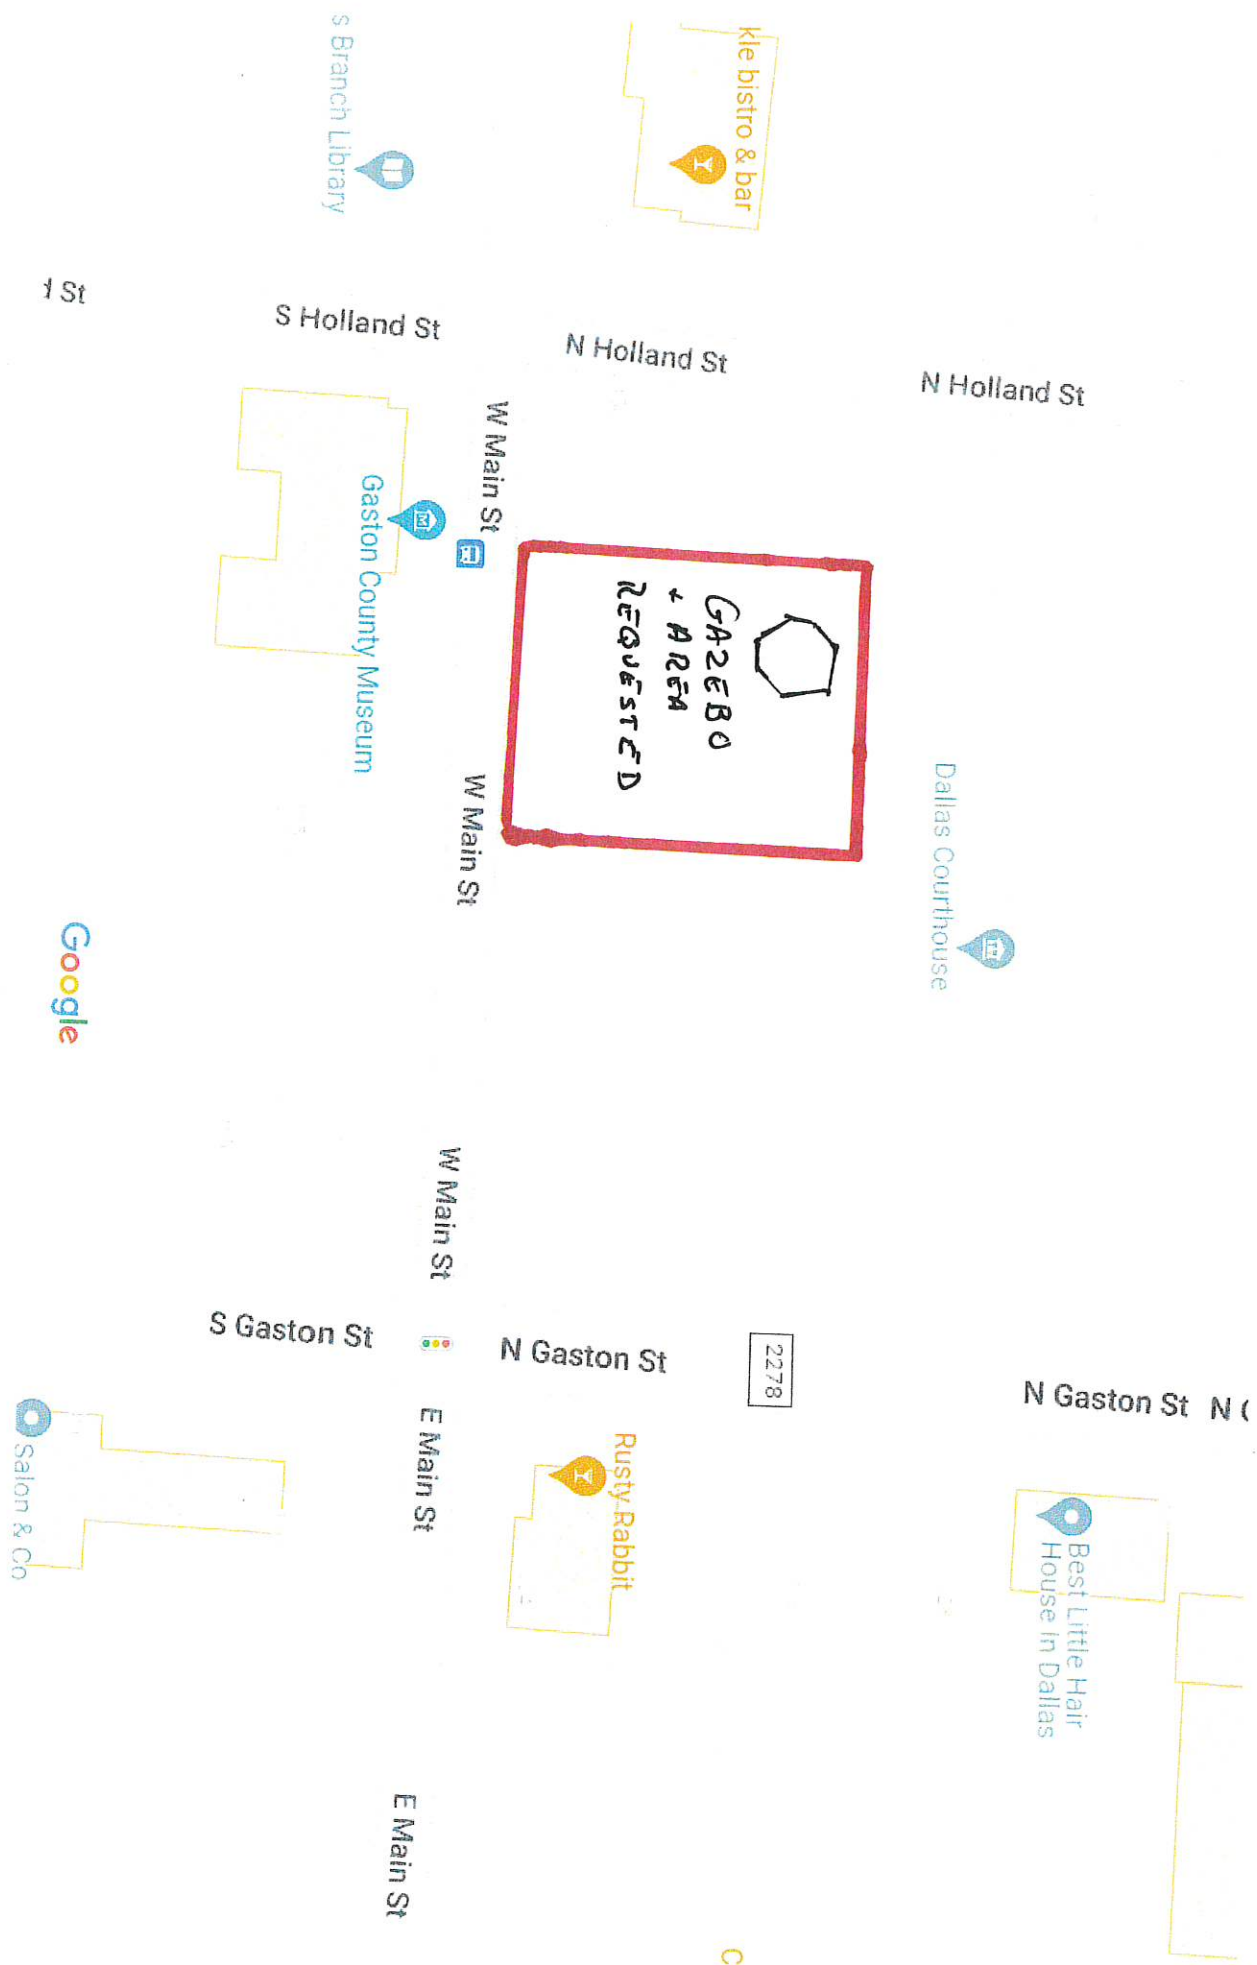 kle bistro & bar
s Branch Library
N Holland St
N Holland St
S Holland St
d St
W Main St
GAZEBO
+ AREA
REQUESTED
Gaston County Museum
Dallas Courthouse
W Main St
Google
W Main St
2278
N Gaston St
N Gaston St
N (
S Gaston St
E Main St
Rusty Rabbit
Best Little Hair
House in Dallas
Salon & Co
E Main St
C